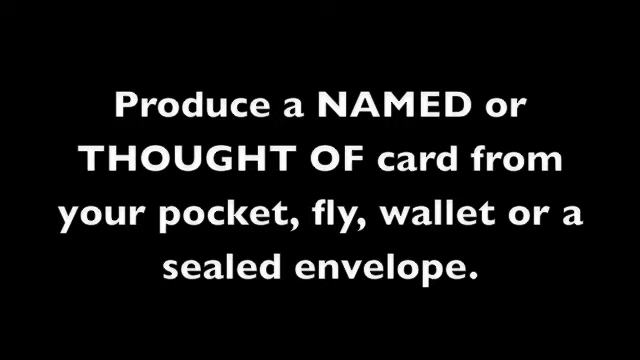 Produce a NAMED or
THOUGHT OF card from
your pocket, fly, wallet or a
sealed envelope.